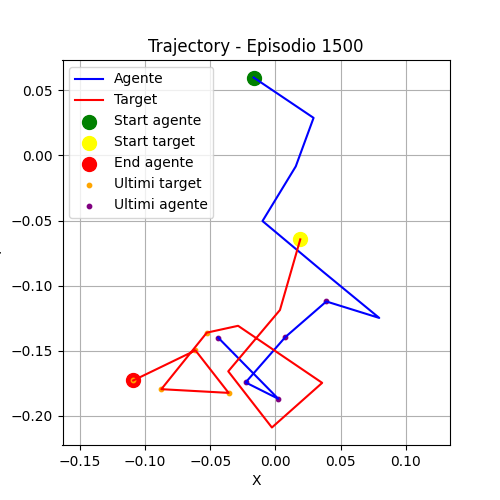 Trajectory - Episodio 1500
Agente
Target
Start agente
Start target
End agente
Ultimi target
Ultimi agente
0.05
0.00
−0.05
−0.10
−0.15
−0.20
−0.15
−0.10
−0.05
0.00
0.05
0.10
X